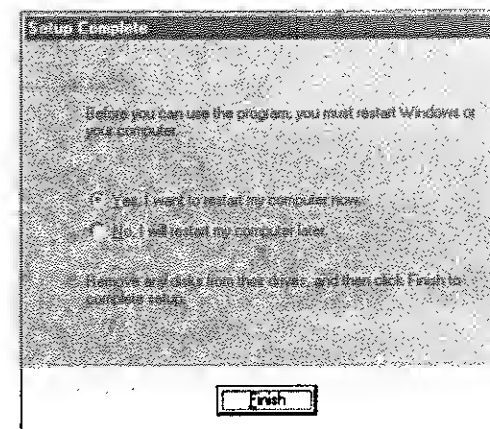 Setup Complete
Before you can use the program, you must restart Windows or
your computer.
Yes, I want to restart my computer now.
No, I will restart my computer later.
Remove any disks from their drives, and then click Finish to
complete setup.
Finish